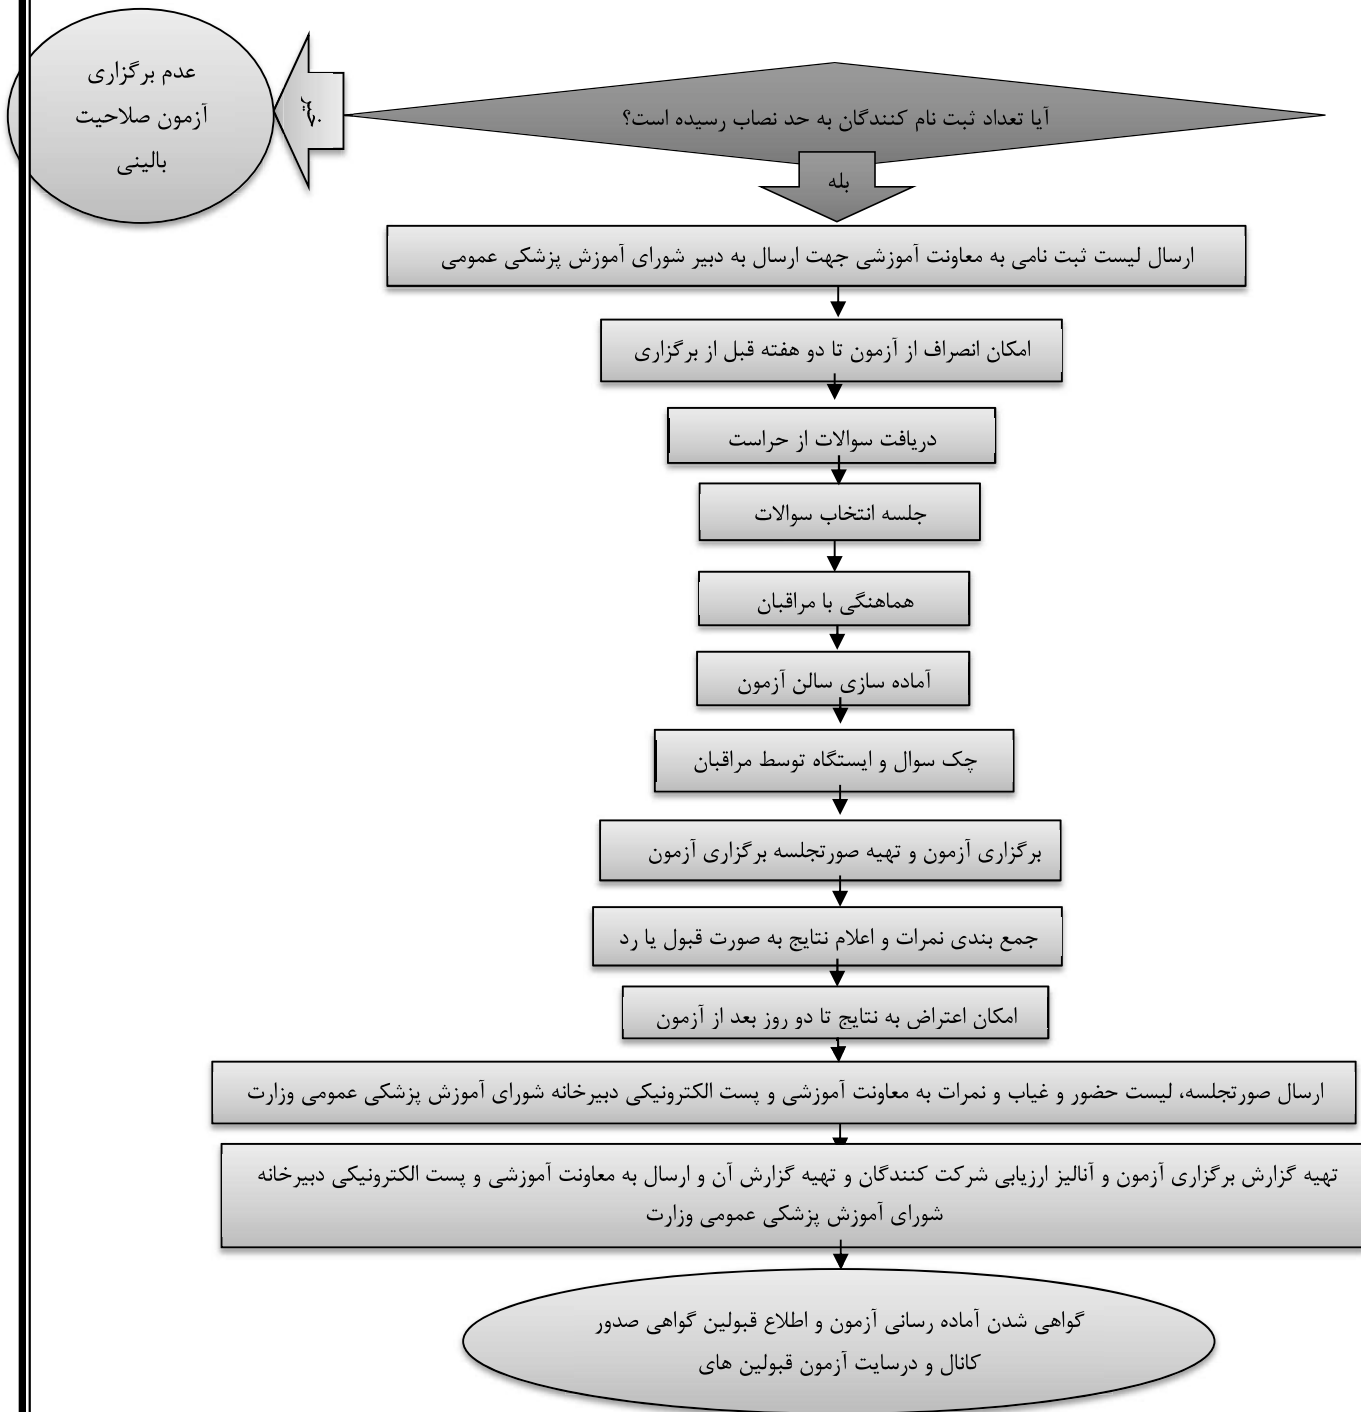 آیا تعداد ثبت نام کنندگان به حد نصاب رسیده است؟
خیر
عدم برگزاری
آزمون صلاحیت
بالینی
بله
ارسال لیست ثبت نامی به معاونت آموزشی جهت ارسال به دبیر شورای آموزش پزشکی عمومی
امکان انصراف از آزمون تا دو هفته قبل از برگزاری
دریافت سوالات از حراست
جلسه انتخاب سوالات
هماهنگی با مراقبان
آماده سازی سالن آزمون
چک سوال و ایستگاه توسط مراقبان
برگزاری آزمون و تهیه صورتجلسه برگزاری آزمون
جمع بندی نمرات و اعلام نتایج به صورت قبول یا رد
امکان اعتراض به نتایج تا دو روز بعد از آزمون
ارسال صورتجلسه، لیست حضور و غیاب و نمرات به معاونت آموزشی و پست الکترونیکی دبیرخانه شورای آموزش پزشکی عمومی وزارت
تهیه گزارش برگزاری آزمون و آنالیز ارزیابی شرکت کنندگان و تهیه گزارش آن و ارسال به معاونت آموزشی و پست الکترونیکی دبیرخانه
شورای آموزش پزشکی عمومی وزارت
گواهی شدن آماده رسانی آزمون و اطلاع قبولین گواهی صدور
کانال و درسایت آزمون قبولین های